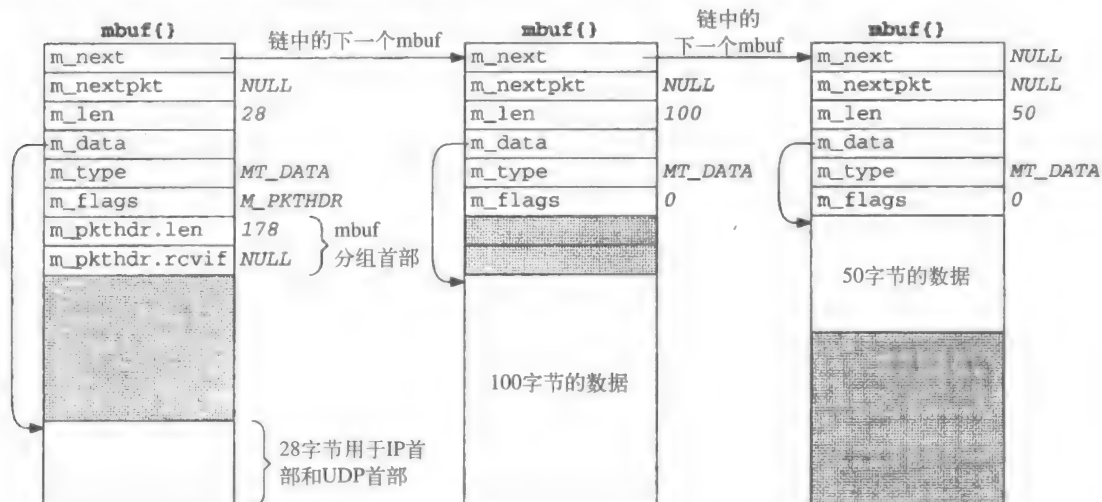 mbuf{}
链中的下一个mbuf
m_next
m_nextpkt NULL
m_len 28
m_data
m_type MT_DATA
m_flags M_PKTHDR
m_pkthdr.len 178
m_pkthdr.rcvif NULL
mbuf
分组首部
28字节用于IP首
部和UDP首部
mbuf{}
链中的
下一个mbuf
m_next
m_nextpkt NULL
m_len 100
m_data
m_type MT_DATA
m_flags 0
100字节的数据
mbuf{}
m_next NULL
m_nextpkt NULL
m_len 50
m_data
m_type MT_DATA
m_flags 0
50字节的数据